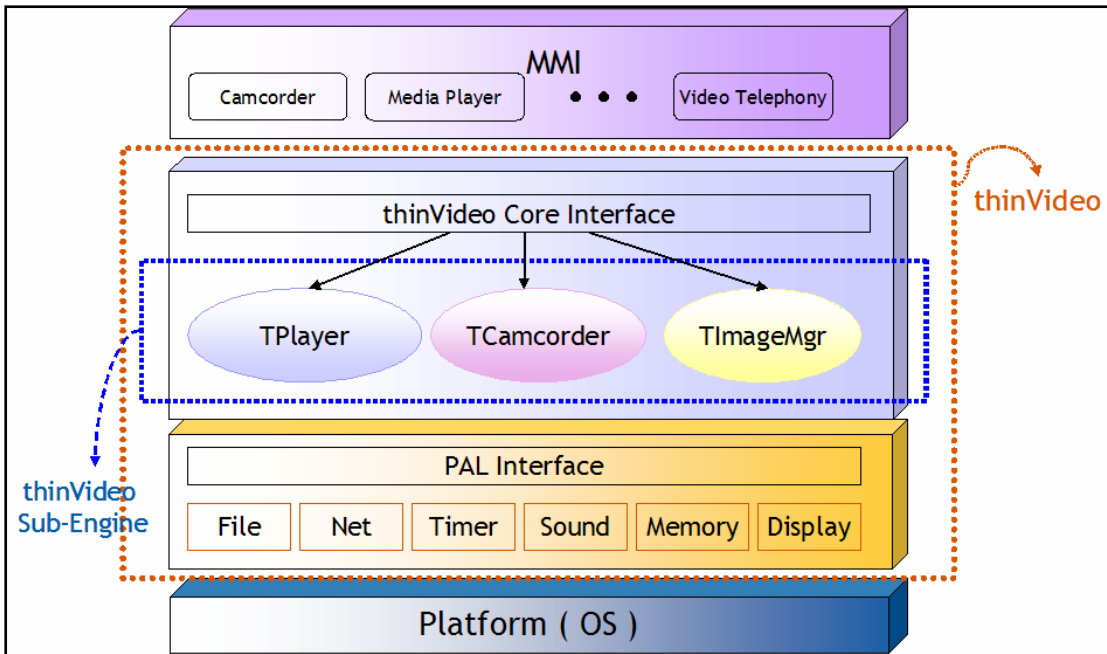 MMI
Camcorder
Media Player
Video Telephony
thinVideo
thinVideo Core Interface
TPlayer
TCamcorder
TImageMgr
thinVideo
Sub-Engine
PAL Interface
File
Net
Timer
Sound
Memory
Display
Platform ( OS )